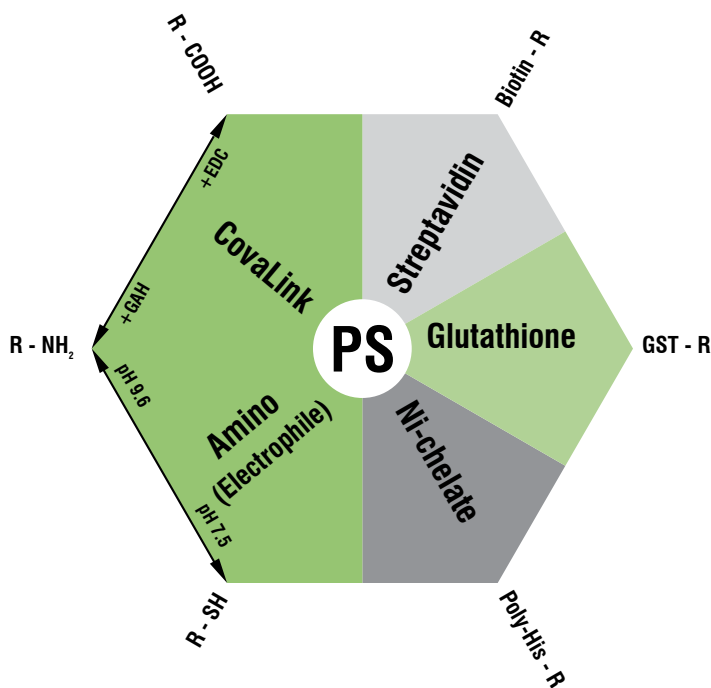 R - COOH
Biotin - R
+EDC
Streptavidin
CovaLink
+GAH
R - NH₂
PS
Glutathione
GST - R
pH 9.6
Amino
(Electrophile)
Ni-chelate
pH 7.5
R - SH
Poly-His - R